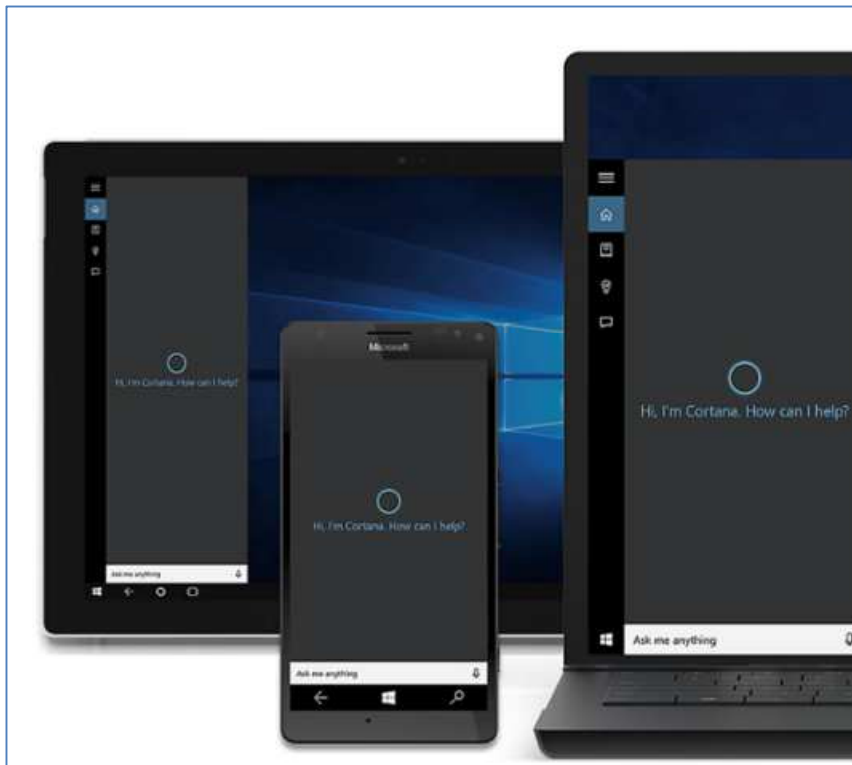 Hi, I'm Cortana. How can I help?
Ask me anything
Microsoft
Hi, I'm Cortana. How can I help?
Ask me anything
Hi, I'm Cortana. How can I help?
Ask me anything